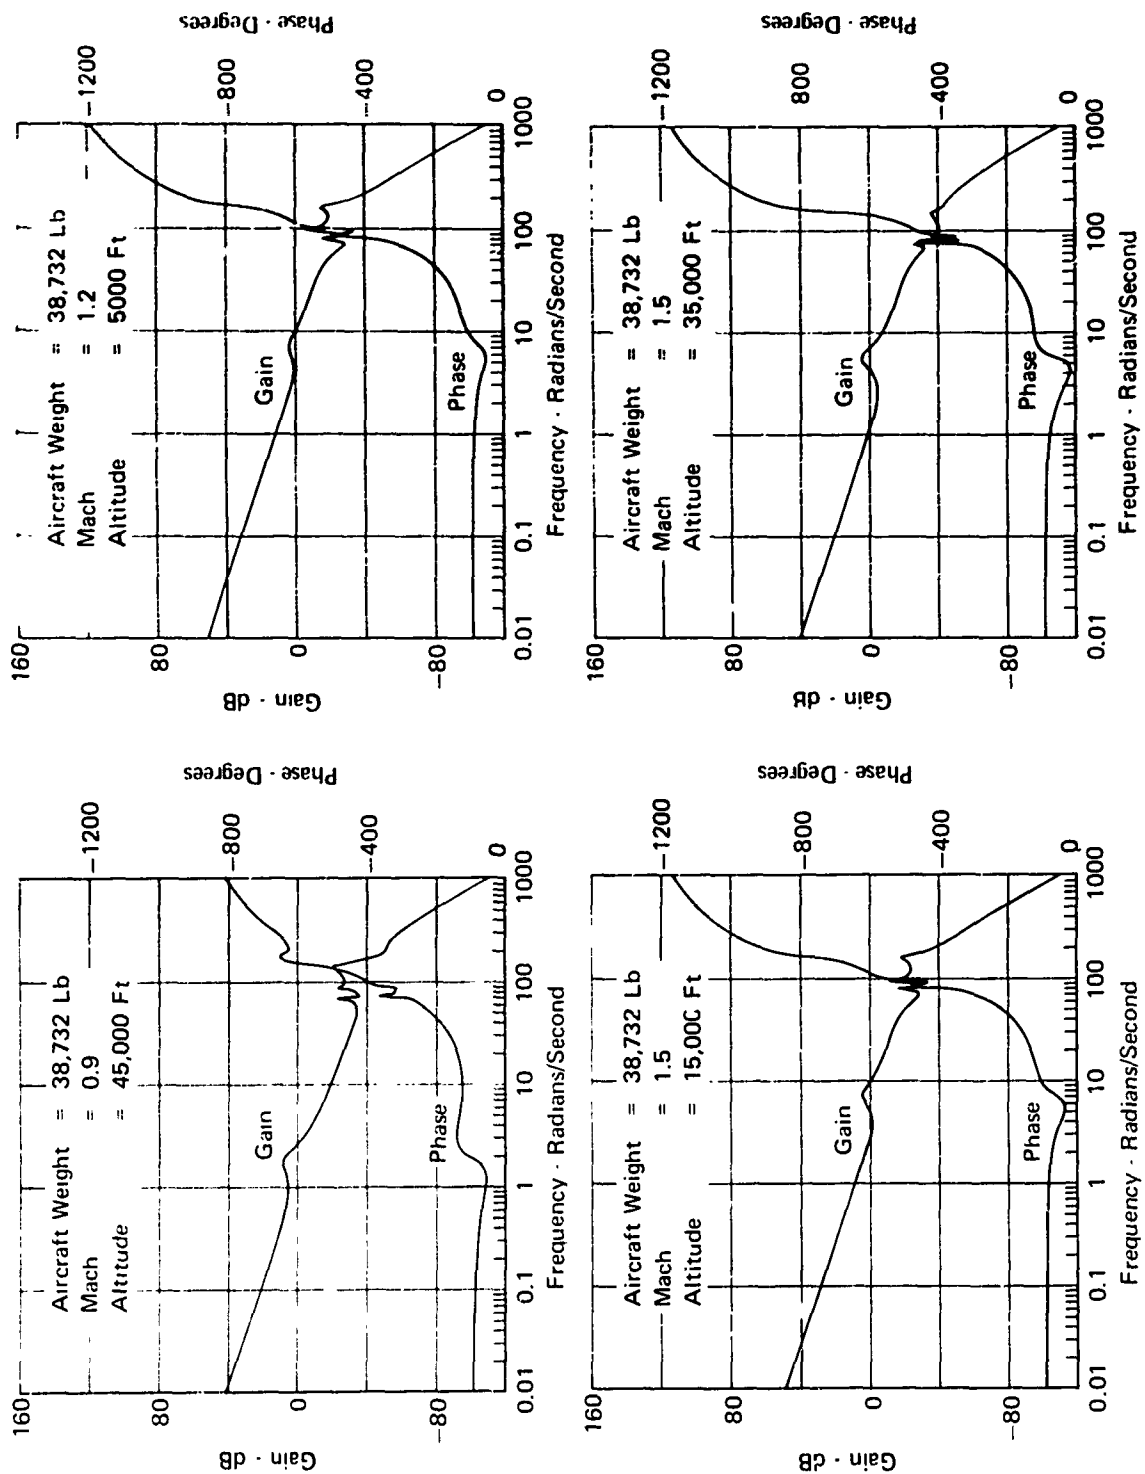 160
80
0
-80
Gain - dB
Aircraft Weight = 38,732 Lb
Mach = 0.9
Altitude = 45,000 Ft
Gain
Phase
-1200
-800
-400
0
Phase - Degrees
0.01 0.1 1 10 100 1000
Frequency - Radians/Second
160
80
0
-80
Gain - dB
Aircraft Weight = 38,732 Lb
Mach = 1.2
Altitude = 5000 Ft
Gain
Phase
-1200
-800
-400
0
Phase - Degrees
0.01 0.1 1 10 100 1000
Frequency - Radians/Second
160
80
0
-80
Gain - dB
Aircraft Weight = 38,732 Lb
Mach = 1.5
Altitude = 15,000 Ft
Gain
Phase
-1200
-800
-400
0
Phase - Degrees
0.01 0.1 1 10 100 1000
Frequency - Radians/Second
160
80
0
-80
Gain - dB
Aircraft Weight = 38,732 Lb
Mach = 1.5
Altitude = 35,000 Ft
Gain
Phase
-1200
800
-400
0
Phase - Degrees
0.01 0.1 1 10 100 1000
Frequency - Radians/Second